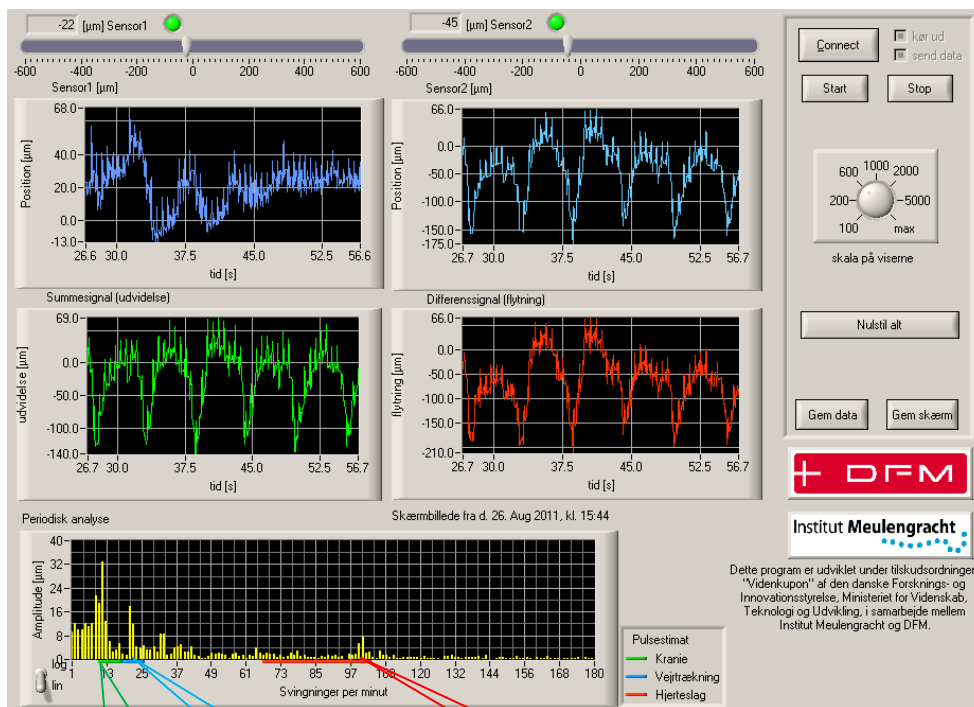 -22 [µm] Sensor1
-45 [µm] Sensor2
-600 -400 -200 0 200 400 600
-600 -400 -200 0 200 400 600
Sensor1 [µm]
Sensor2 [µm]
Position [µm]
68.0
40.0
20.0
0.0
-13.0
26.6 30.0 37.5 45.0 52.5 56.6
tid [s]
Position [µm]
66.0
0.0
-50.0
-100.0
-150.0
-175.0
26.7 30.0 37.5 45.0 52.5 56.7
tid [s]
Summesignal (udvidelse)
Differenssignal (flytning)
udvidelse [µm]
69.0
0.0
-50.0
-100.0
-140.0
26.7 30.0 37.5 45.0 52.5 56.6
tid [s]
flytning [µm]
66.0
0.0
-50.0
-100.0
-150.0
-210.0
26.7 30.0 37.5 45.0 52.5 56.7
tid [s]
Periodisk analyse
Skærmbillede fra d. 26. Aug 2011, kl. 15:44
Amplitude [µm]
40
32
24
16
8
0
1 13 25 37 49 61 73 85 97 109 120 132 144 156 168 180
Svingninger per minut
log
lin
Pulsestimat
Kranie
Vejrtrækning
Hjerteslag
Connect
kør ud
send data
Start
Stop
100 200 600 1000 2000 5000 max
skala på viserne
Nulstil alt
Gem data
Gem skærm
DFM
Institut Meulengracht
Dette program er udviklet under tilskudsordninger
"Videnkupon" af den danske Forsknings- og
Innovationsstyrelse, Ministeriet for Videnskab,
Teknologi og Udvikling, i samarbejde mellem
Institut Meulengracht og DFM.